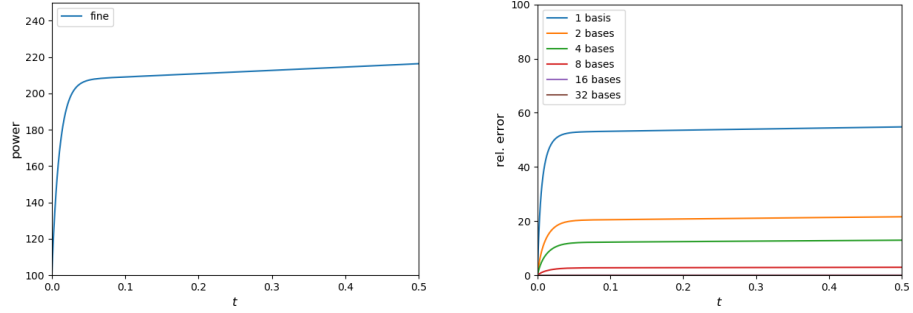 fine
power
240
220
200
180
160
140
120
100
0.0 0.1 0.2 0.3 0.4 0.5
t
1 basis
2 bases
4 bases
8 bases
16 bases
32 bases
rel. error
100
80
60
40
20
0
0.0 0.1 0.2 0.3 0.4 0.5
t